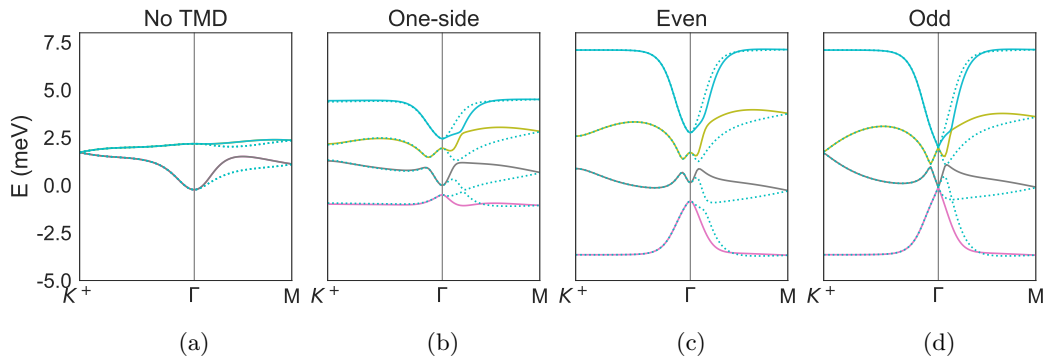 No TMD One-side Even Odd
7.5
5.0
2.5
0.0
-2.5
-5.0
E (meV)
K+ Γ M K+ Γ M K+ Γ M K+ Γ M
(a) (b) (c) (d)